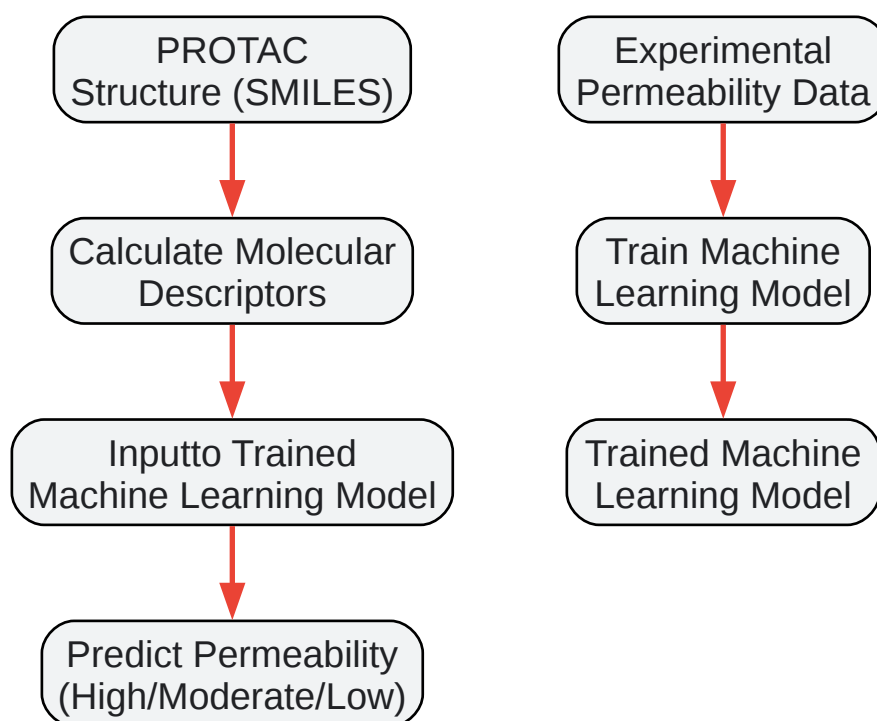 PROTAC
Structure (SMILES)
Calculate Molecular
Descriptors
Inputto Trained
Machine Learning Model
Predict Permeability
(High/Moderate/Low)
Experimental
Permeability Data
Train Machine
Learning Model
Trained Machine
Learning Model